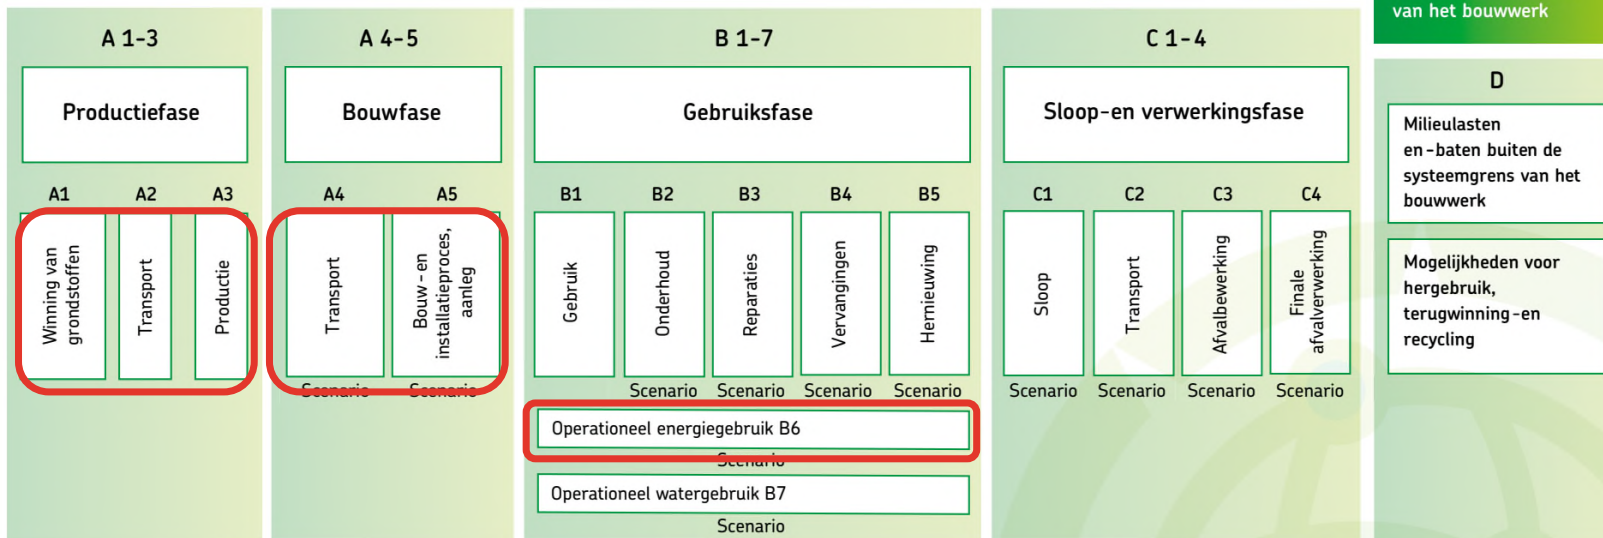 van het bouwwerk
A 1-3
A 4-5
B 1-7
C 1-4
D
Productiefase
Bouwfase
Gebruiksfase
Sloop-en verwerkingsfase
Milieulasten
en-baten buiten de
systeemgrens van het
bouwwerk
A1
A2
A3
A4
A5
B1
B2
B3
B4
B5
C1
C2
C3
C4
Winning van
grondstoffen
Transport
Productie
Transport
Bouw-en
installatieproces,
aanleg
Gebruik
Onderhoud
Reparaties
Vervangingen
Hernieuwing
Sloop
Transport
Afvalbewerking
Finale
afvalverwerking
Mogelijkheden voor
hergebruik,
terugwinning-en
recycling
Scenario
Scenario
Scenario
Scenario
Scenario
Scenario
Scenario
Scenario
Scenario
Scenario
Operationeel energiegebruik B6
Scenario
Operationeel watergebruik B7
Scenario